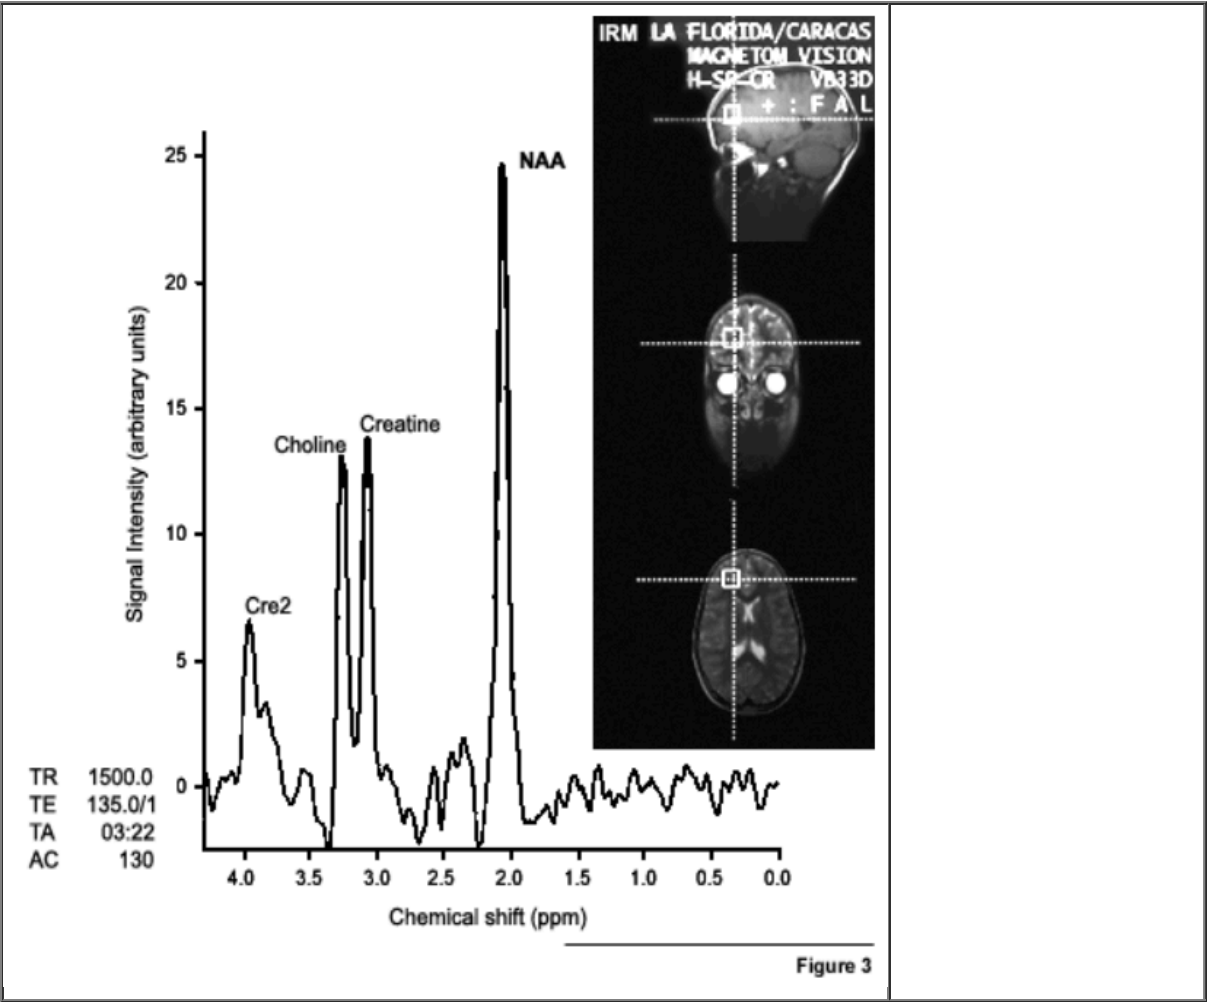 IRM LA FLORIDA/CARACAS
MAGNETOM VISION
H-SP-CR VB33D
+ : F A L
25
20
15
10
5
0
Signal Intensity (arbitrary units)
NAA
Creatine
Choline
Cre2
TR 1500.0
TE 135.0/1
TA 03:22
AC 130
4.0 3.5 3.0 2.5 2.0 1.5 1.0 0.5 0.0
Chemical shift (ppm)
Figure 3